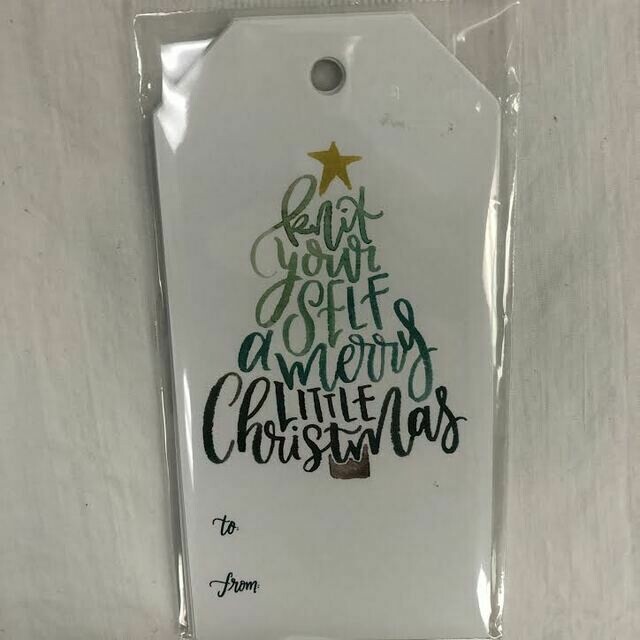 knit
your
SELF
a merry
LITTLE
Christmas
to:
from: